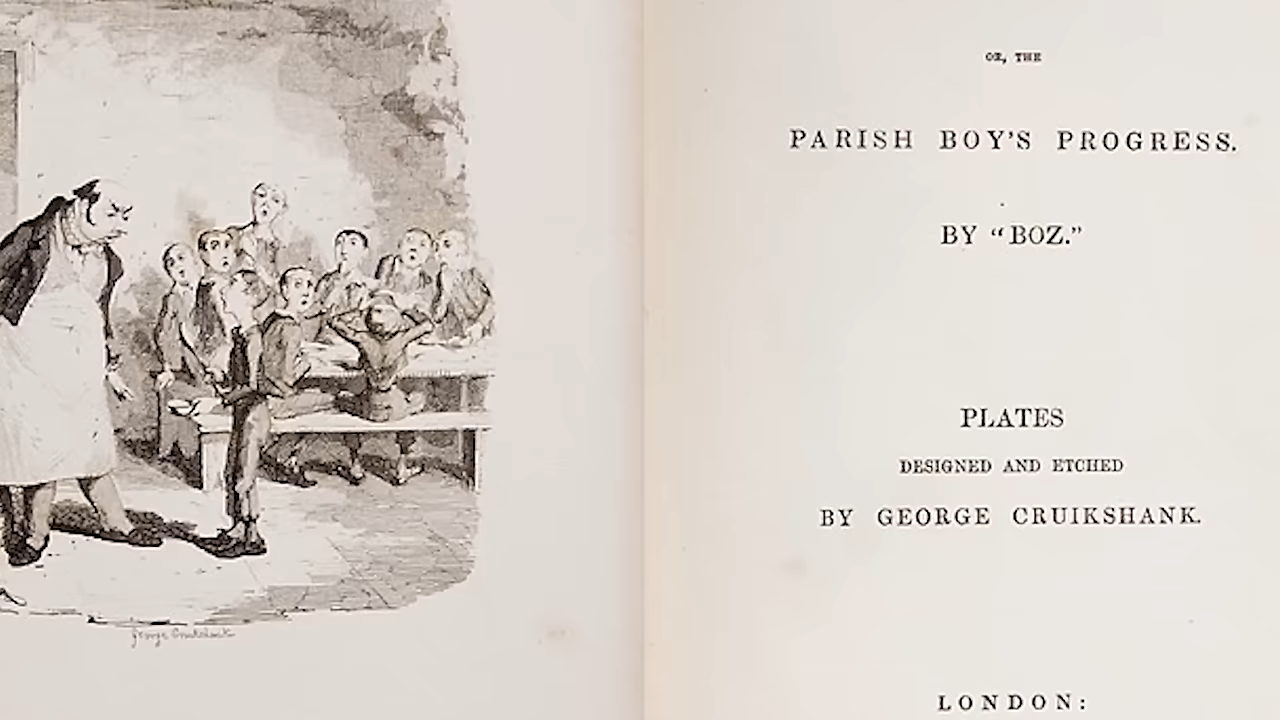 George Cruikshank
OR, THE
PARISH BOY'S PROGRESS.
BY "BOZ."
PLATES
DESIGNED AND ETCHED
BY GEORGE CRUIKSHANK.
LONDON: